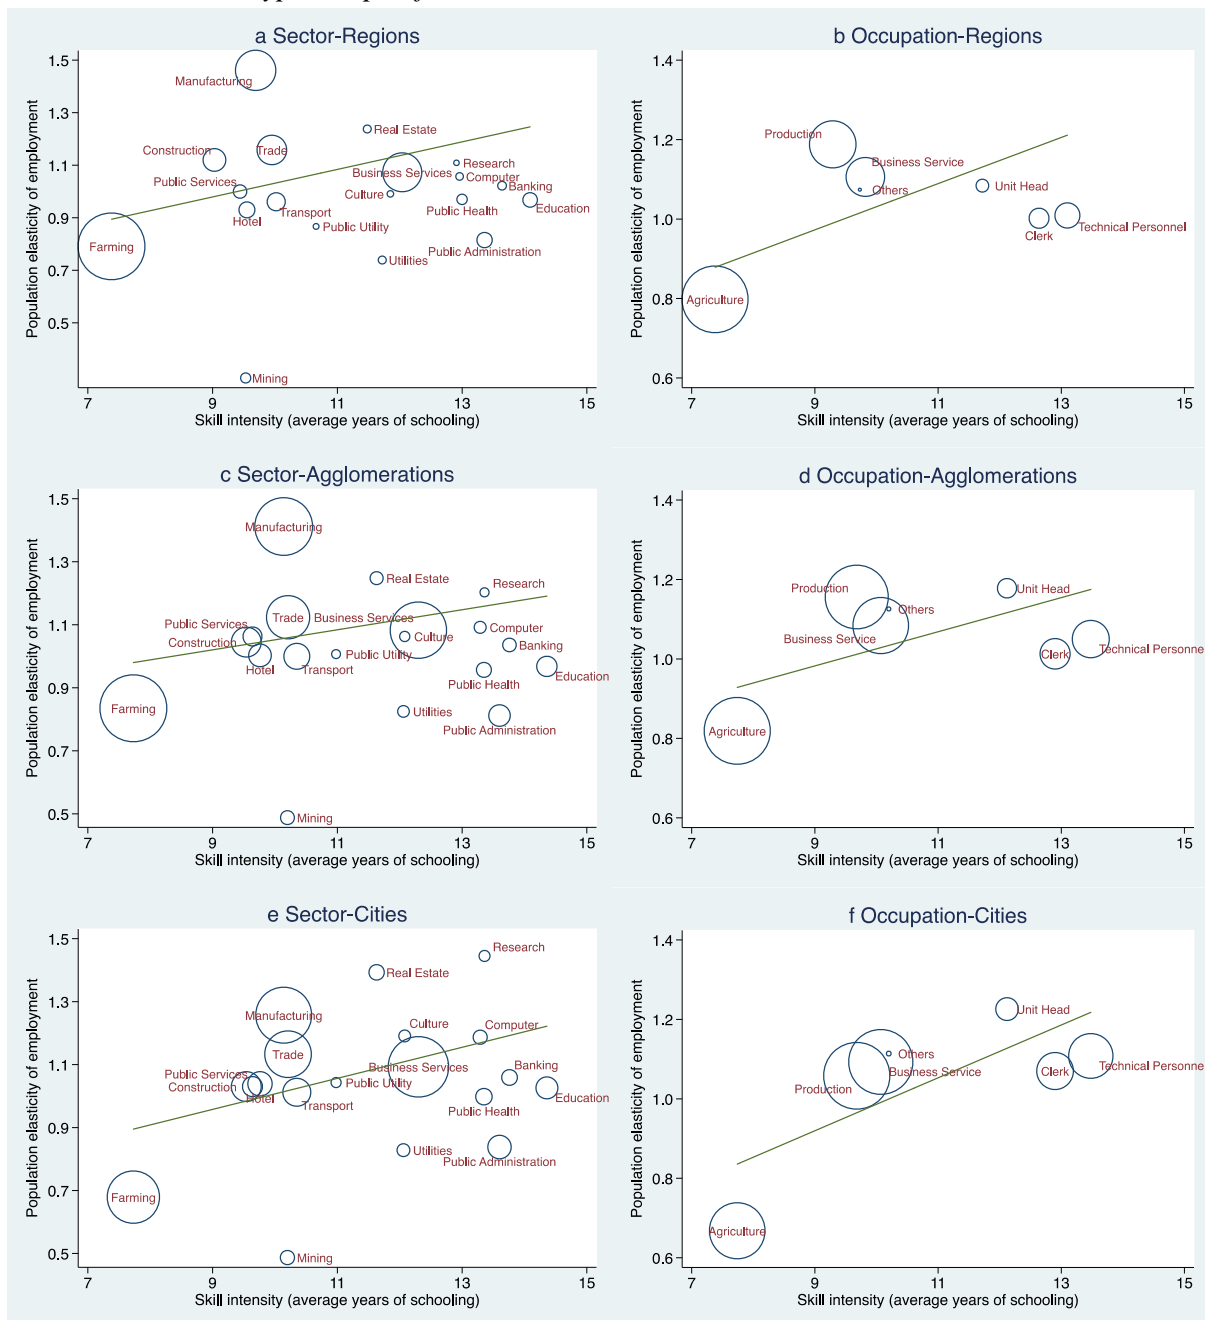 a Sector-Regions
Population elasticity of employment
1.5
1.3
1.1
0.9
0.7
0.5
Manufacturing
Real Estate
Construction
Trade
Research
Business Services
Computer
Public Services
Banking
Culture
Hotel
Transport
Public Health
Education
Public Utility
Farming
Public Administration
Utilities
Mining
7 9 11 13 15
Skill intensity (average years of schooling)
b Occupation-Regions
Population elasticity of employment
1.4
1.2
1.0
0.8
0.6
Production
Business Service
Others
Unit Head
Clerk
Technical Personnel
Agriculture
7 9 11 13 15
Skill intensity (average years of schooling)
c Sector-Agglomerations
Population elasticity of employment
1.5
1.3
1.1
0.9
0.7
0.5
Manufacturing
Real Estate
Research
Public Services
Trade
Business Services
Computer
Construction
Culture
Banking
Hotel
Transport
Public Utility
Public Health
Education
Farming
Utilities
Public Administration
Mining
7 9 11 13 15
Skill intensity (average years of schooling)
d Occupation-Agglomerations
Population elasticity of employment
1.4
1.2
1.0
0.8
0.6
Production
Others
Unit Head
Business Service
Clerk
Technical Personne
Agriculture
7 9 11 13 15
Skill intensity (average years of schooling)
e Sector-Cities
Population elasticity of employment
1.5
1.3
1.1
0.9
0.7
0.5
Research
Real Estate
Manufacturing
Culture
Computer
Trade
Business Services
Banking
Public Services
Construction
Public Utility
Hotel
Transport
Public Health
Education
Utilities
Public Administration
Farming
Mining
7 9 11 13 15
Skill intensity (average years of schooling)
f Occupation-Cities
Population elasticity of employment
1.4
1.2
1.0
0.8
0.6
Unit Head
Others
Business Service
Production
Clerk
Technical Personne
Agriculture
7 9 11 13 15
Skill intensity (average years of schooling)